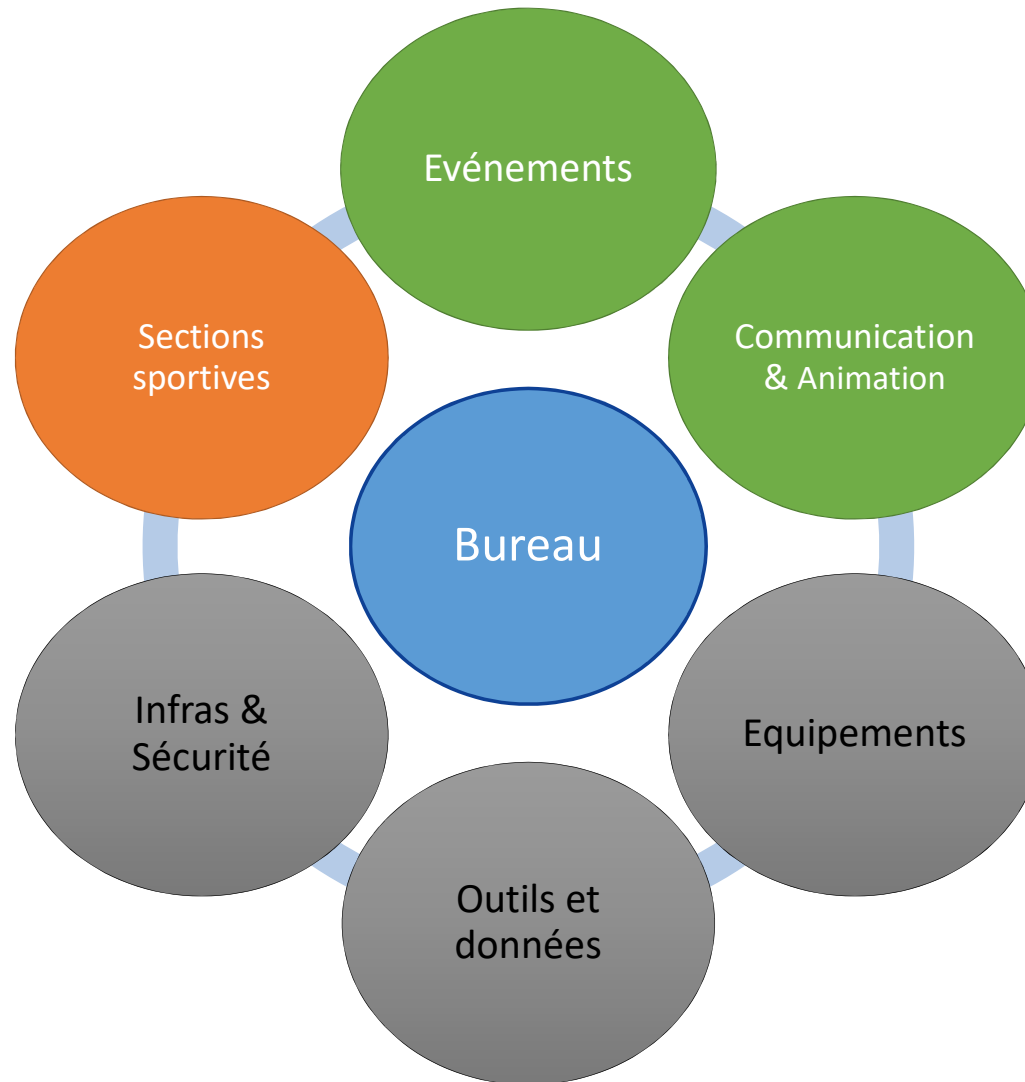 Evénements
Sections
sportives
Communication
& Animation
Bureau
Infras &
Sécurité
Equipements
Outils et
données